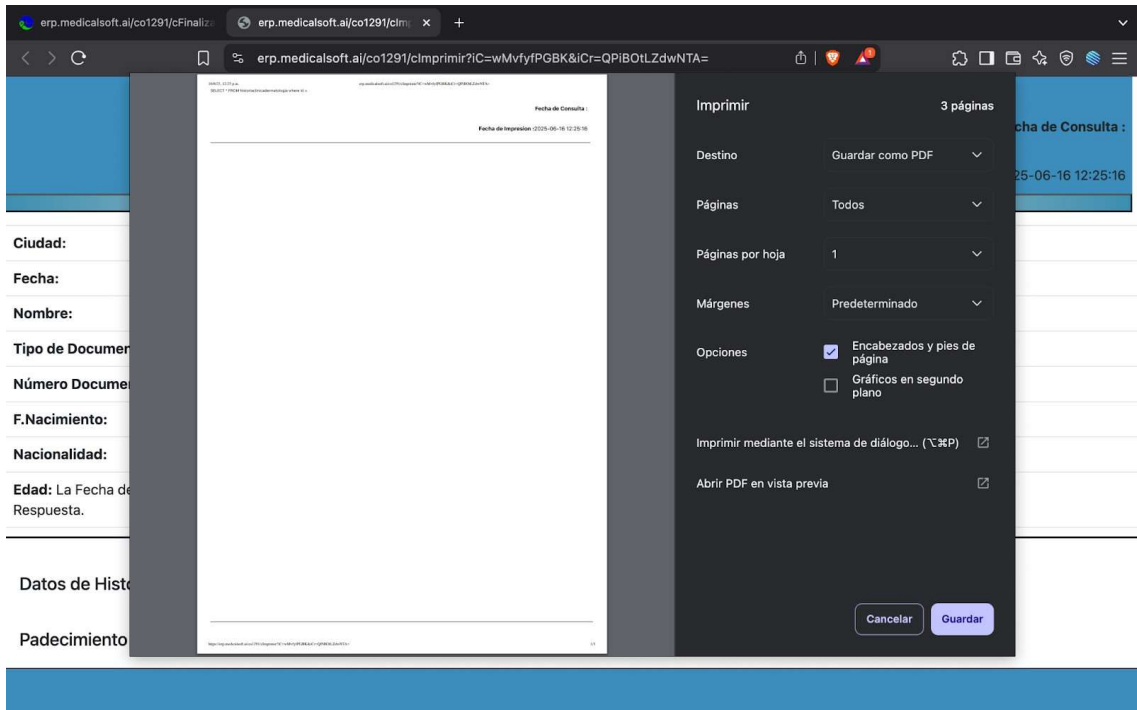 erp.medicalsoft.ai/co1291/cFinaliza
erp.medicalsoft.ai/co1291/cImp
erp.medicalsoft.ai/co1291/cImprimir?iC=wMvfyfPGBK&iCr=QPiBOtLZdwNTA=
Fecha de Consulta :
Fecha de Impresion :2025-06-16 12:25:16
Imprimir
3 páginas
Destino
Guardar como PDF
Páginas
Todos
Páginas por hoja
1
Márgenes
Predeterminado
Opciones
Encabezados y pies de
página
Gráficos en segundo
plano
Imprimir mediante el sistema de diálogo... (⌥⌘P)
Abrir PDF en vista previa
Cancelar
Guardar
cha de Consulta :
25-06-16 12:25:16
Ciudad:
Fecha:
Nombre:
Tipo de Documen
Número Documen
F.Nacimiento:
Nacionalidad:
Edad: La Fecha de
Respuesta.
Datos de Histo
Padecimiento